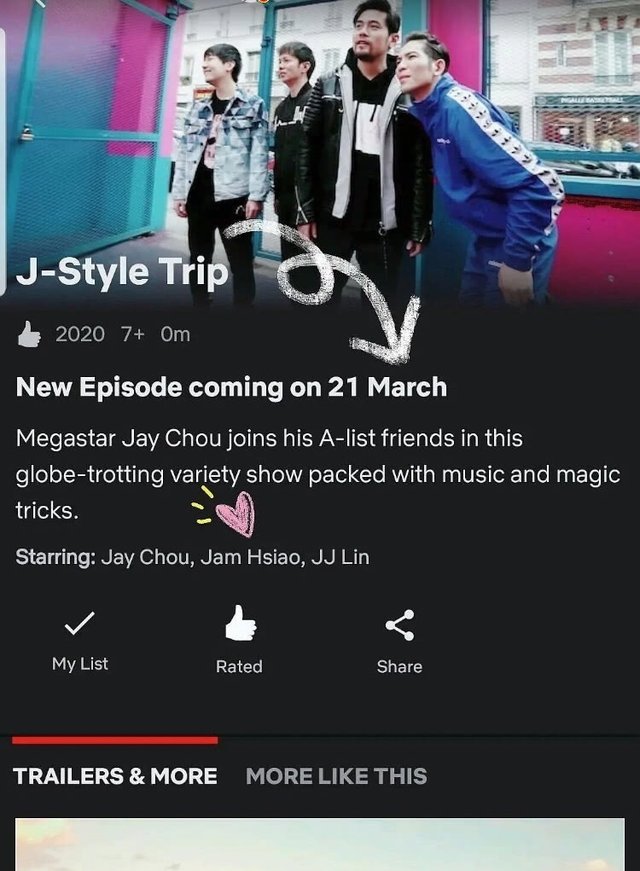 J-Style Trip
2020 7+ 0m
New Episode coming on 21 March
Megastar Jay Chou joins his A-list friends in this
globe-trotting variety show packed with music and magic
tricks.
Starring: Jay Chou, Jam Hsiao, JJ Lin
My List
Rated
Share
TRAILERS & MORE
MORE LIKE THIS